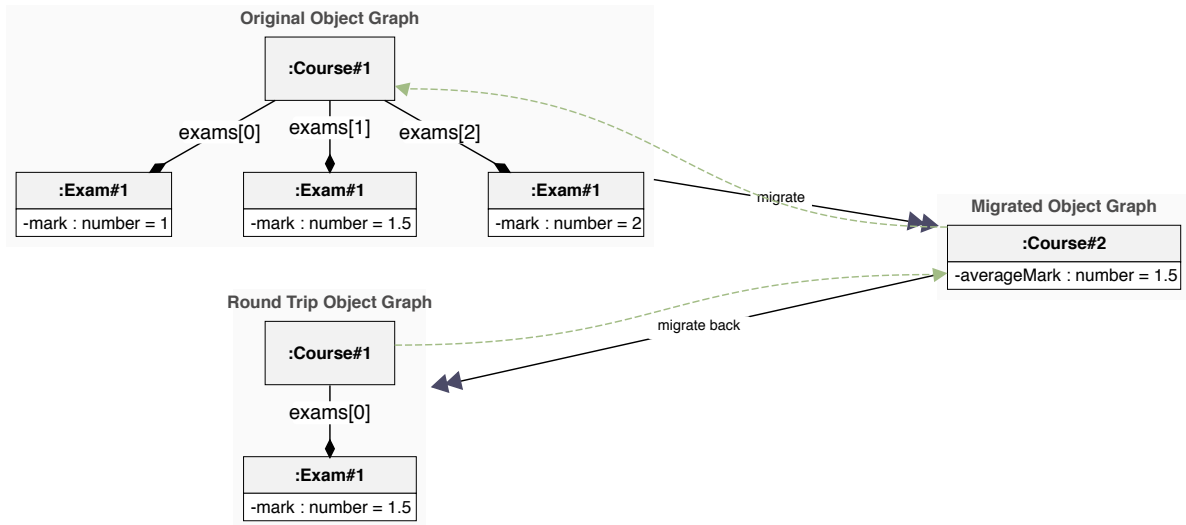 Original Object Graph
:Course#1
exams[0]
exams[1]
exams[2]
:Exam#1
-mark : number = 1
:Exam#1
-mark : number = 1.5
:Exam#1
-mark : number = 2
migrate
Migrated Object Graph
:Course#2
-averageMark : number = 1.5
Round Trip Object Graph
:Course#1
migrate back
exams[0]
:Exam#1
-mark : number = 1.5